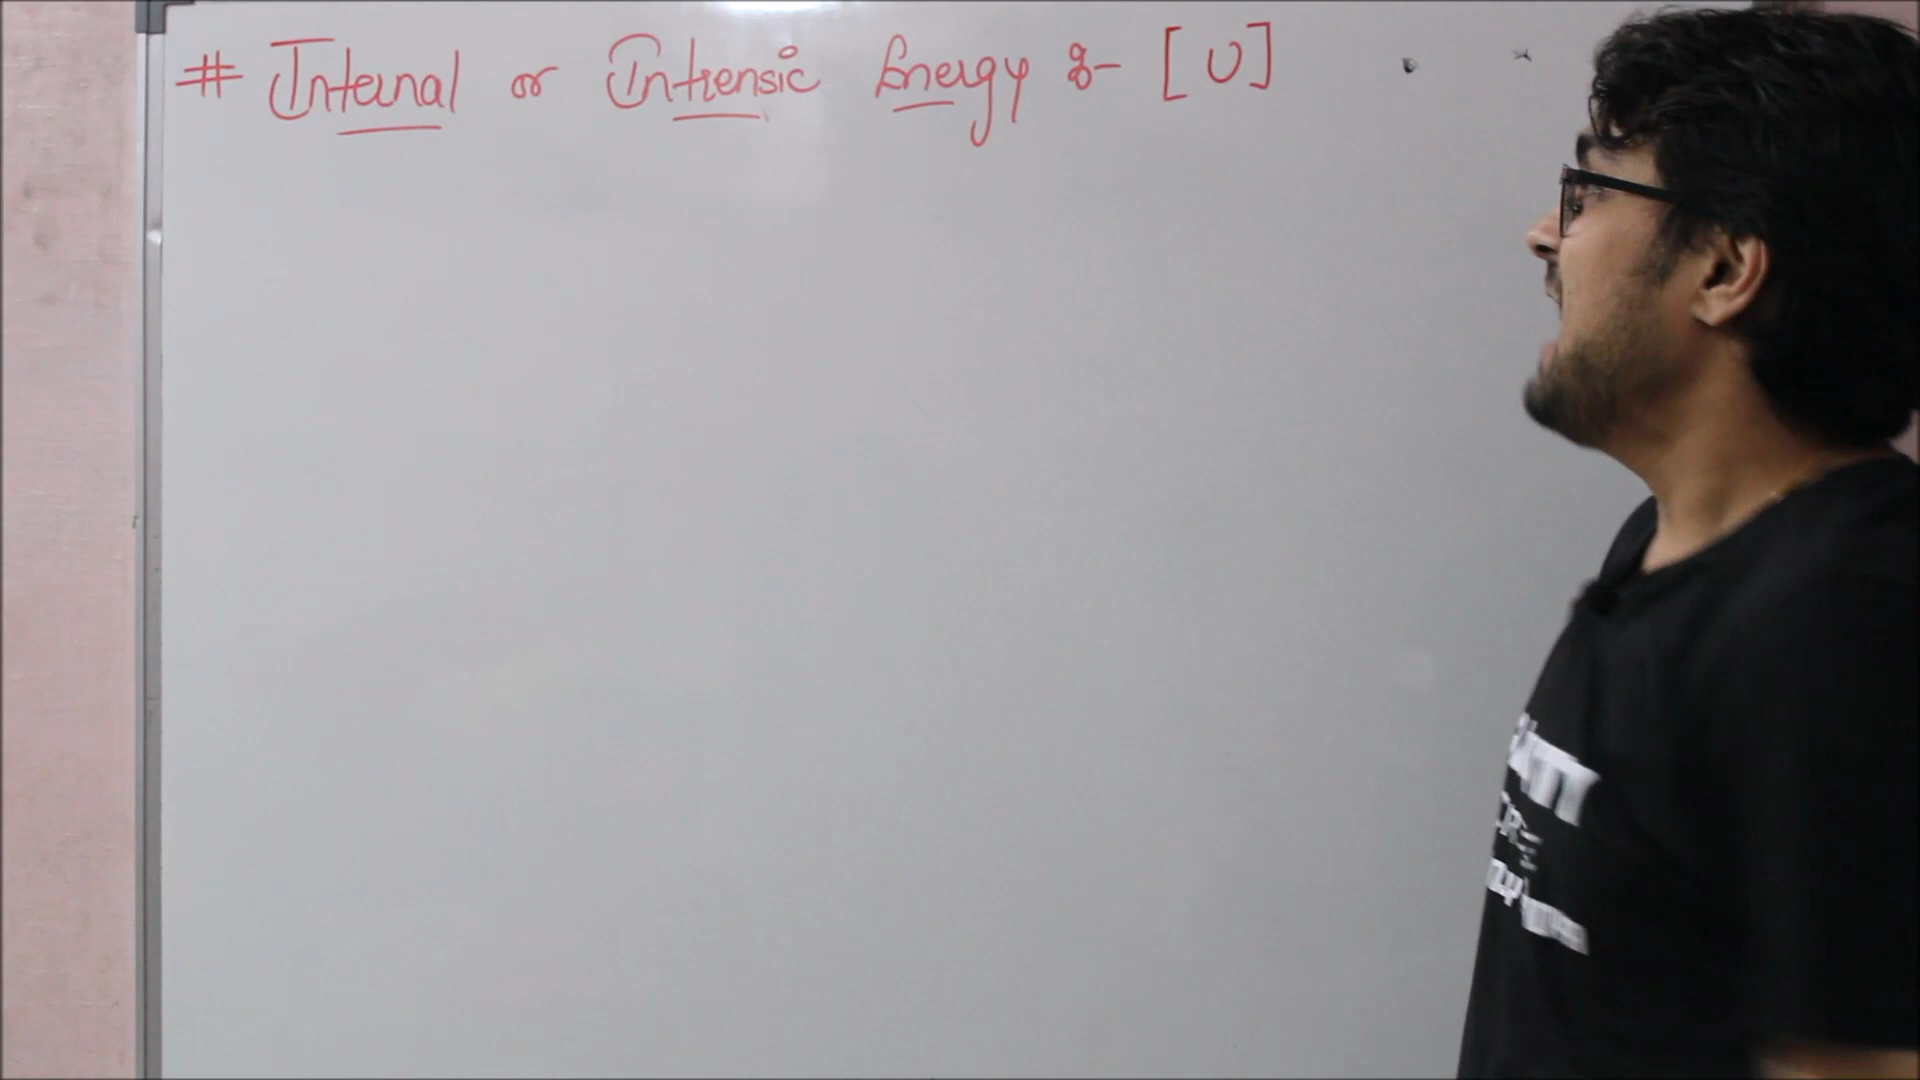 # Internal or Intrensic Energy :- [U]